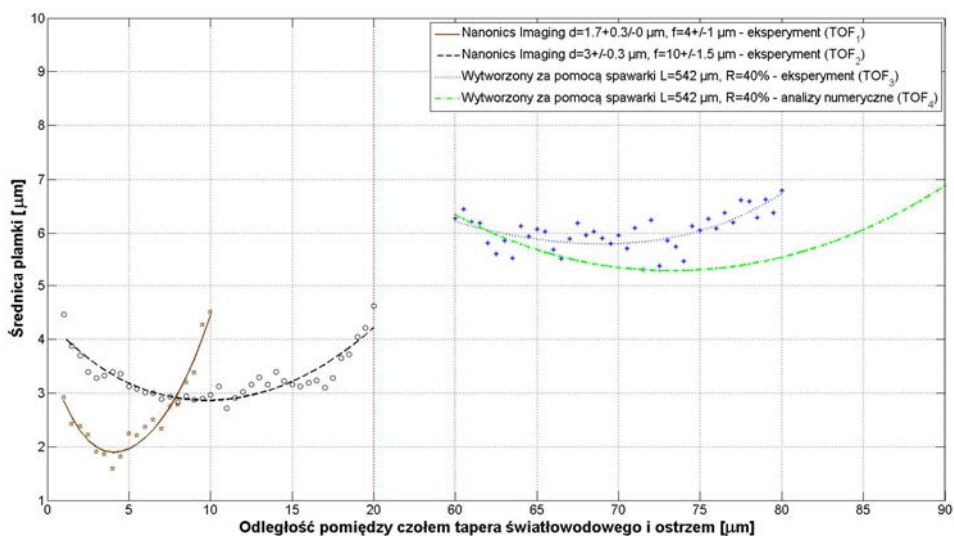 Nanonics Imaging d=1.7+0.3/-0 µm, f=4+/-1 µm - eksperyment (TOF1)
Nanonics Imaging d=3+/-0.3 µm, f=10+/-1.5 µm - eksperyment (TOF2)
Wytworzony za pomocą spawarki L=542 µm, R=40% - eksperyment (TOF3)
Wytworzony za pomocą spawarki L=542 µm, R=40% - analizy numeryczne (TOF4)
Średnica plamki [µm]
10
9
8
7
6
5
4
3
2
1
0 5 10 15 20 60 65 70 75 80 85 90
Odległość pomiędzy czołem tapera światłowodowego i ostrzem [µm]